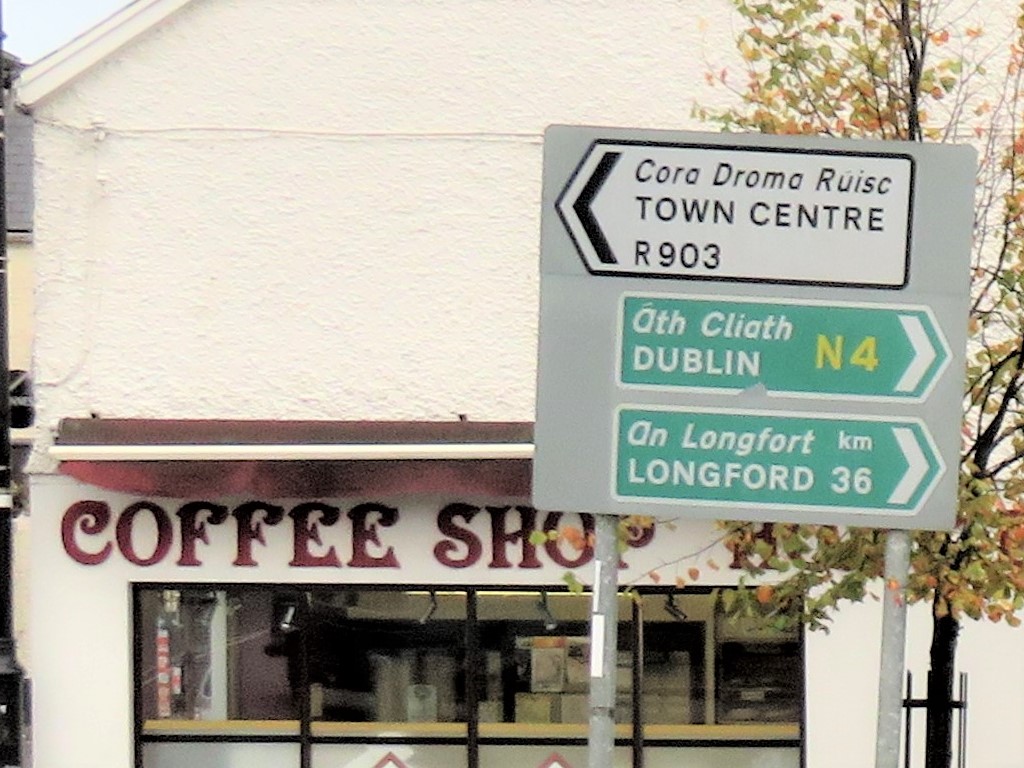 Cora Droma Rúisc
TOWN CENTRE
R903
Áth Cliath
DUBLIN N4
An Longfort km
LONGFORD 36
COFFEE SHOP